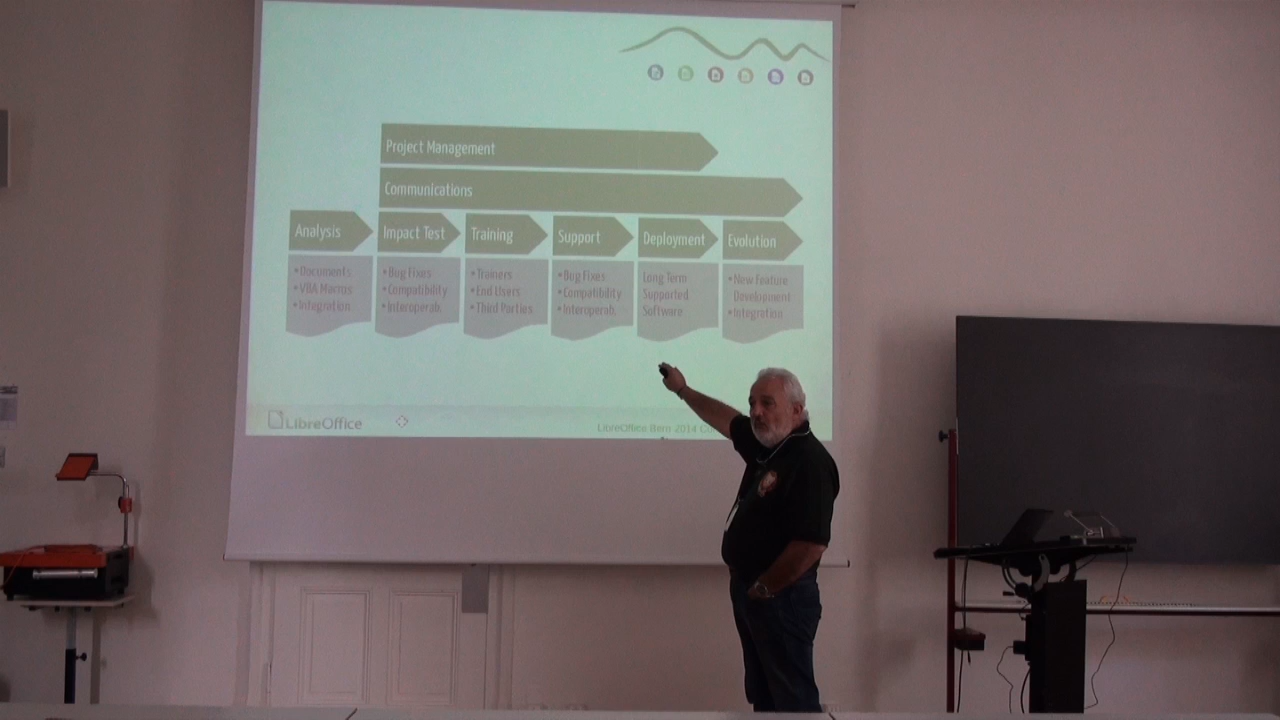 Project Management
Communications
Analysis
Impact Test
Training
Support
Deployment
Evolution
•Documents
•VBA Macros
•Integration
•Bug Fixes
•Compatibility
•Interoperab.
•Trainers
•End Users
•Third Parties
•Bug Fixes
•Compatibility
•Interoperab.
Long Term
Supported
Software
•New Feature
Development
•Integration
LibreOffice
LibreOffice Bern 2014